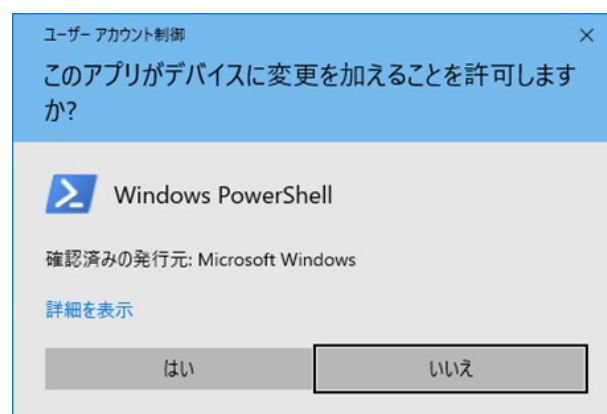 ユーザー アカウント制御
このアプリがデバイスに変更を加えることを許可します
か?
Windows PowerShell
確認済みの発行元: Microsoft Windows
詳細を表示
はい
いいえ